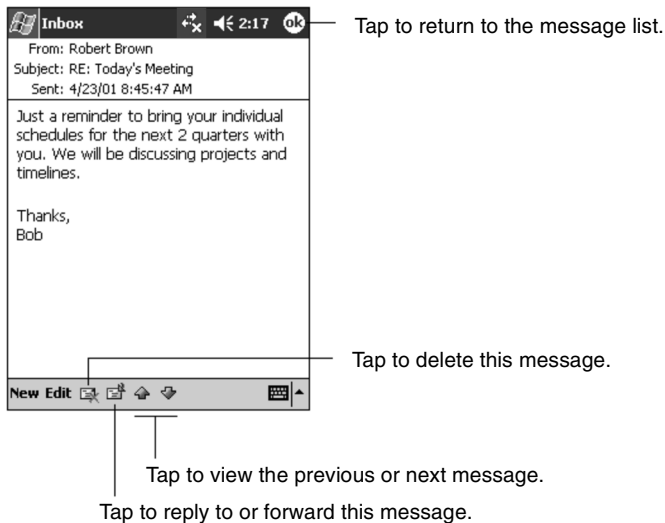 Inbox 2:17 ok
Tap to return to the message list.
From: Robert Brown
Subject: RE: Today's Meeting
Sent: 4/23/01 8:45:47 AM
Just a reminder to bring your individual
schedules for the next 2 quarters with
you. We will be discussing projects and
timelines.
Thanks,
Bob
Tap to delete this message.
New Edit
Tap to view the previous or next message.
Tap to reply to or forward this message.